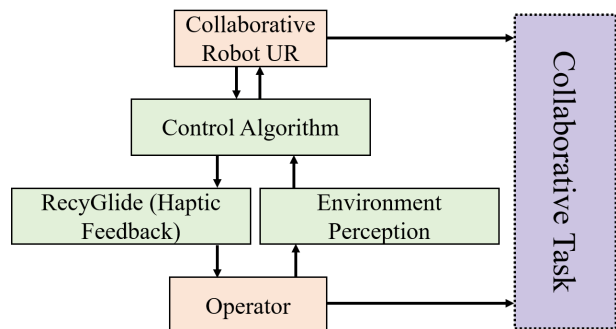 Collaborative
Robot UR
Control Algorithm
RecyGlide (Haptic
Feedback)
Environment
Perception
Operator
Collaborative Task